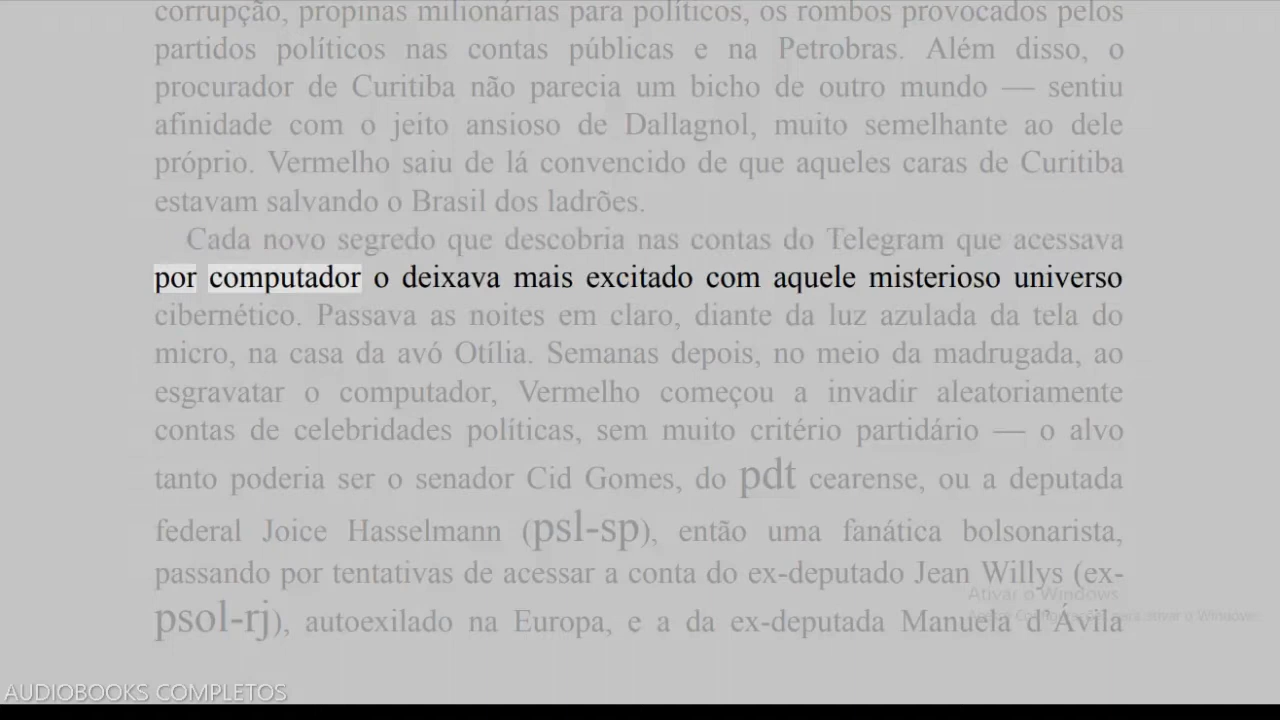 corrupção, propinas milionárias para políticos, os rombos provocados pelos
partidos políticos nas contas públicas e na Petrobras. Além disso, o
procurador de Curitiba não parecia um bicho de outro mundo — sentiu
afinidade com o jeito ansioso de Dallagnol, muito semelhante ao dele
próprio. Vermelho saiu de lá convencido de que aqueles caras de Curitiba
estavam salvando o Brasil dos ladrões.
Cada novo segredo que descobria nas contas do Telegram que acessava
por computador o deixava mais excitado com aquele misterioso universo
cibernético. Passava as noites em claro, diante da luz azulada da tela do
micro, na casa da avó Otília. Semanas depois, no meio da madrugada, ao
esgravatar o computador, Vermelho começou a invadir aleatoriamente
contas de celebridades políticas, sem muito critério partidário — o alvo
tanto poderia ser o senador Cid Gomes, do pdt cearense, ou a deputada
federal Joice Hasselmann (psl-sp), então uma fanática bolsonarista,
passando por tentativas de acessar a conta do ex-deputado Jean Willys (ex-
Ativar o Windows
psol-rj), autoexilado na Europa, e a da ex-deputada Manuela d'Ávila
para ativar o Windows.
AUDIOBOOKS COMPLETOS